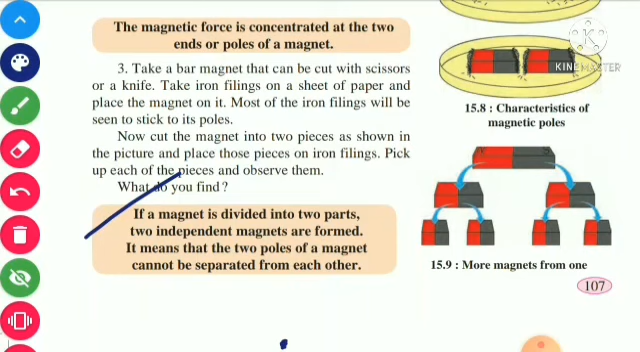 The magnetic force is concentrated at the two
ends or poles of a magnet.
3. Take a bar magnet that can be cut with scissors
or a knife. Take iron filings on a sheet of paper and
place the magnet on it. Most of the iron filings will be
seen to stick to its poles.
Now cut the magnet into two pieces as shown in
the picture and place those pieces on iron filings. Pick
up each of the pieces and observe them.
What do you find ?
If a magnet is divided into two parts,
two independent magnets are formed.
It means that the two poles of a magnet
cannot be separated from each other.
K
KINEMASTER
15.8 : Characteristics of
magnetic poles
15.9 : More magnets from one
107